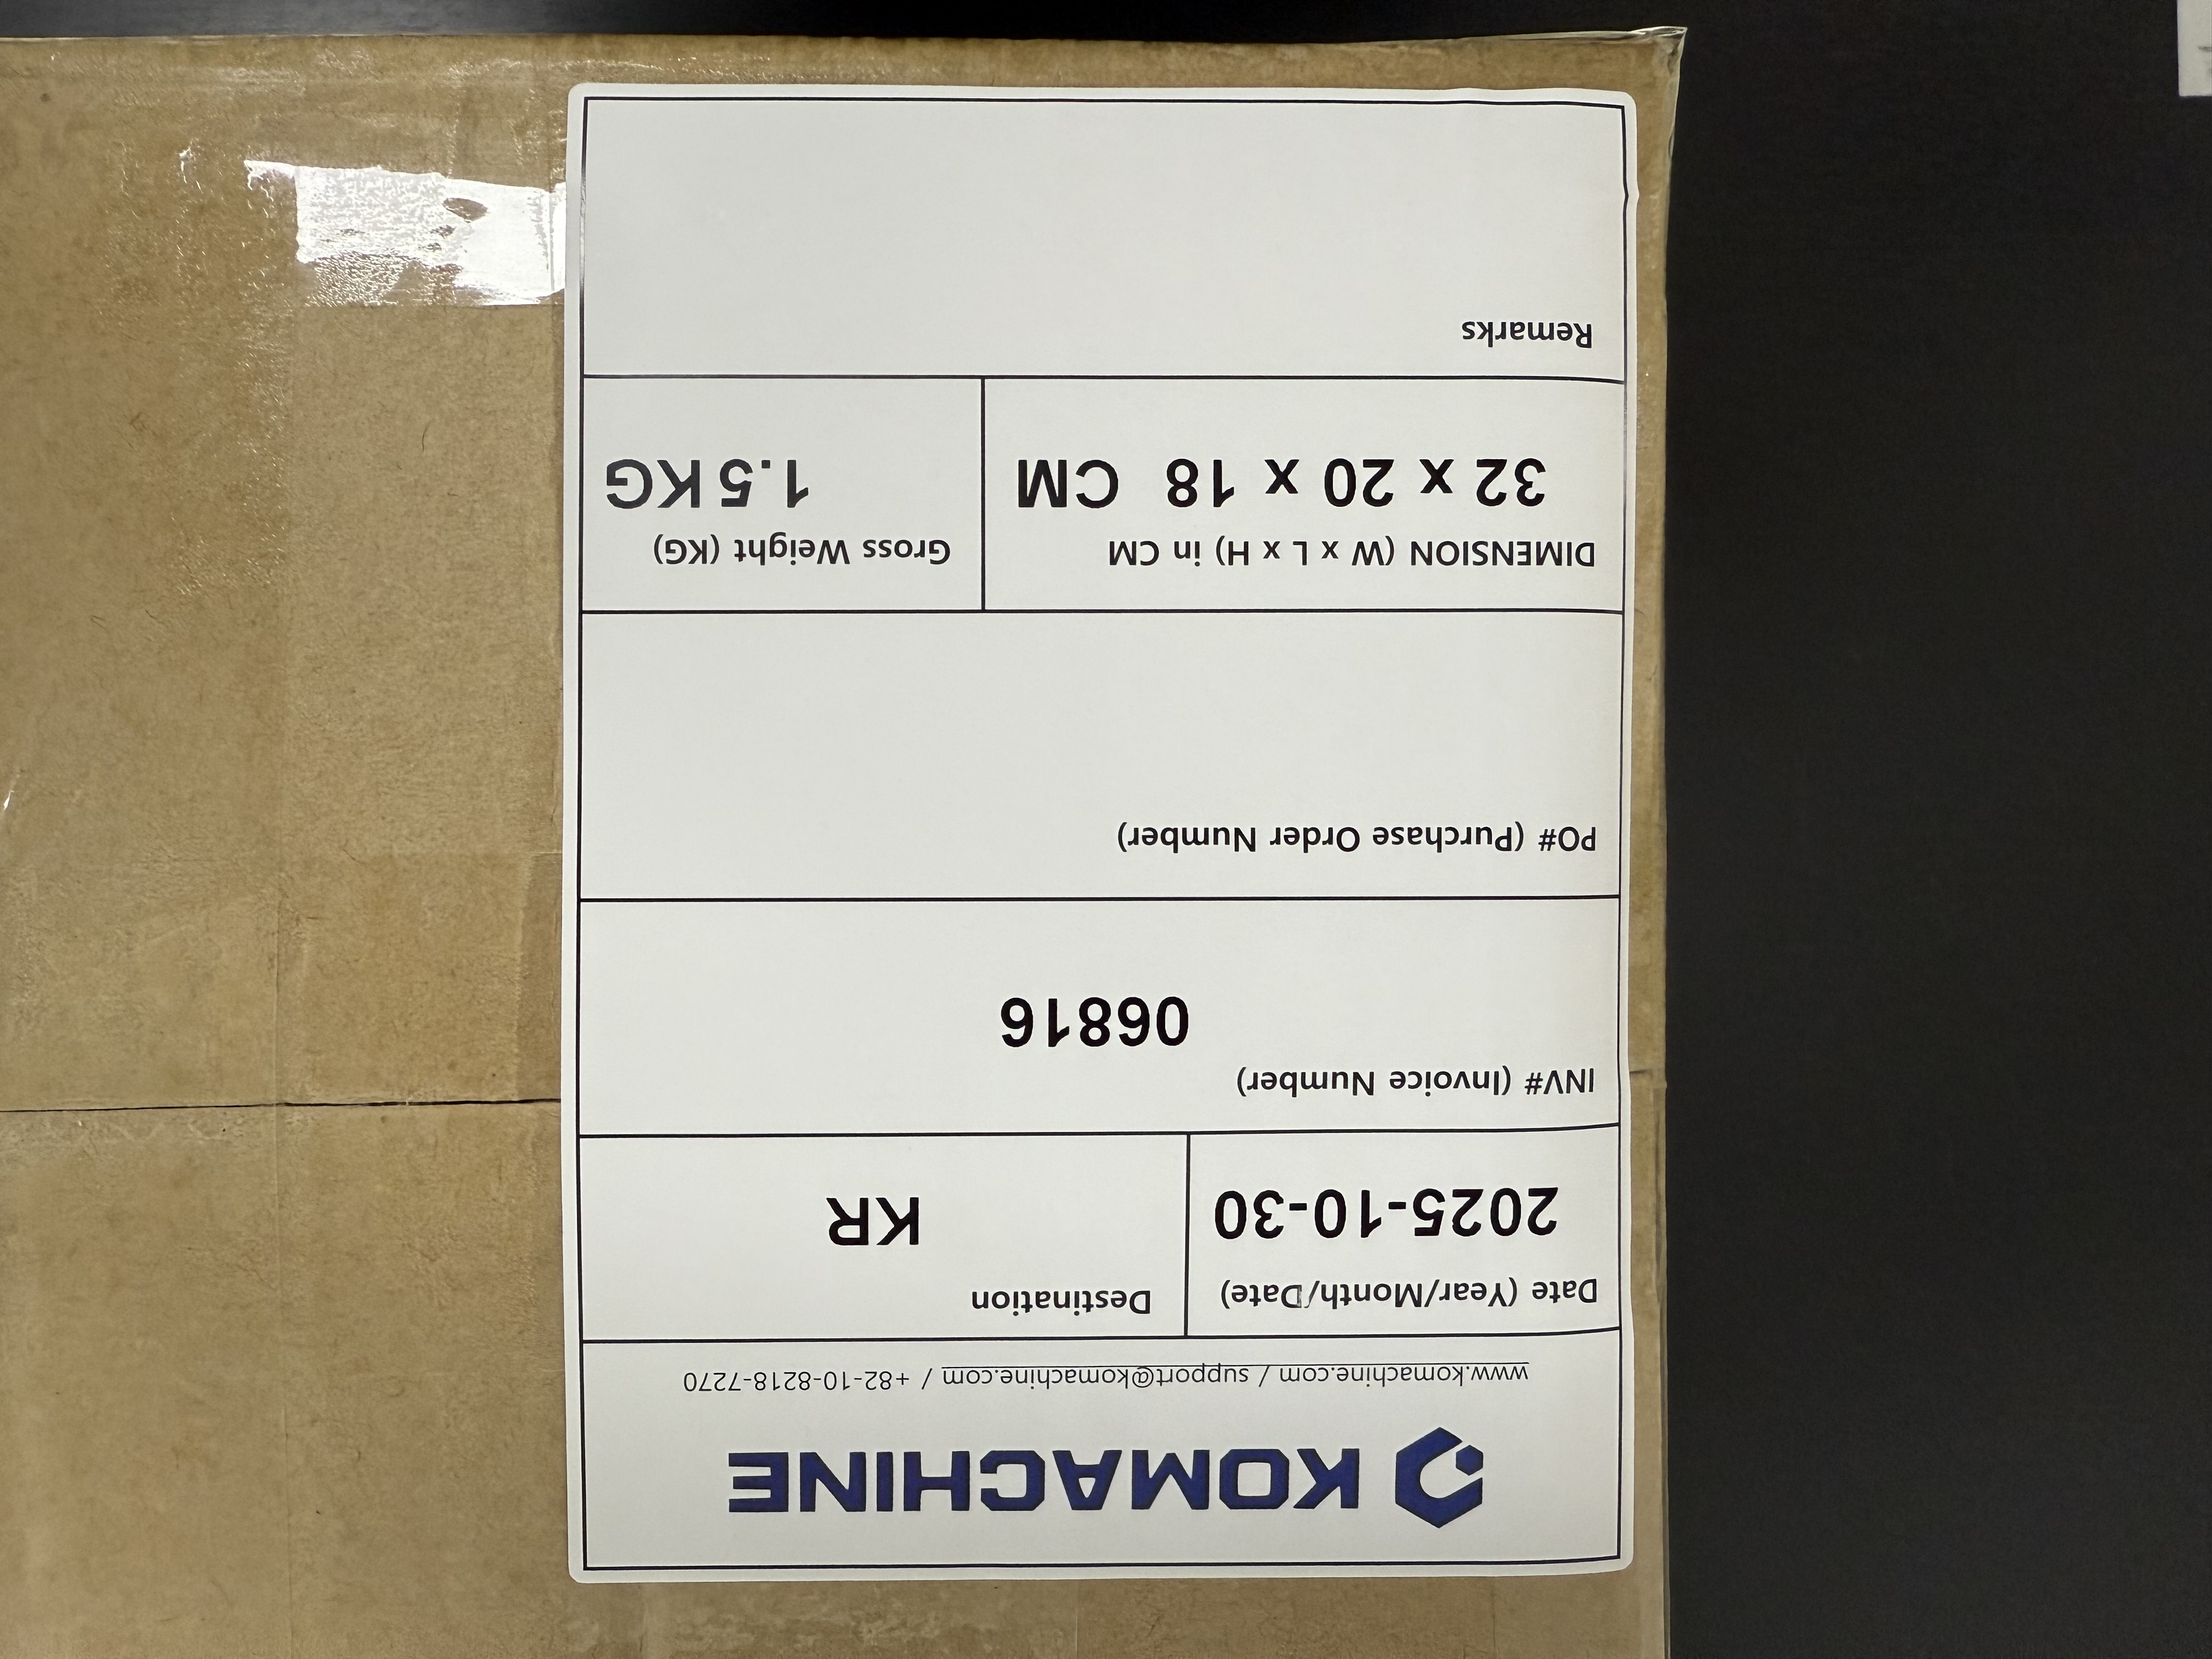 KOMACHINE
www.komachine.com / support@komachine.com / +82-10-8218-7270
Date (Year/Month/Date)
2025-10-30
Destination
KR
INV# (Invoice Number)
06816
PO# (Purchase Order Number)
DIMENSION (W x L x H) in CM
32 x 20 x 18 CM
Gross Weight (KG)
1.5 KG
Remarks